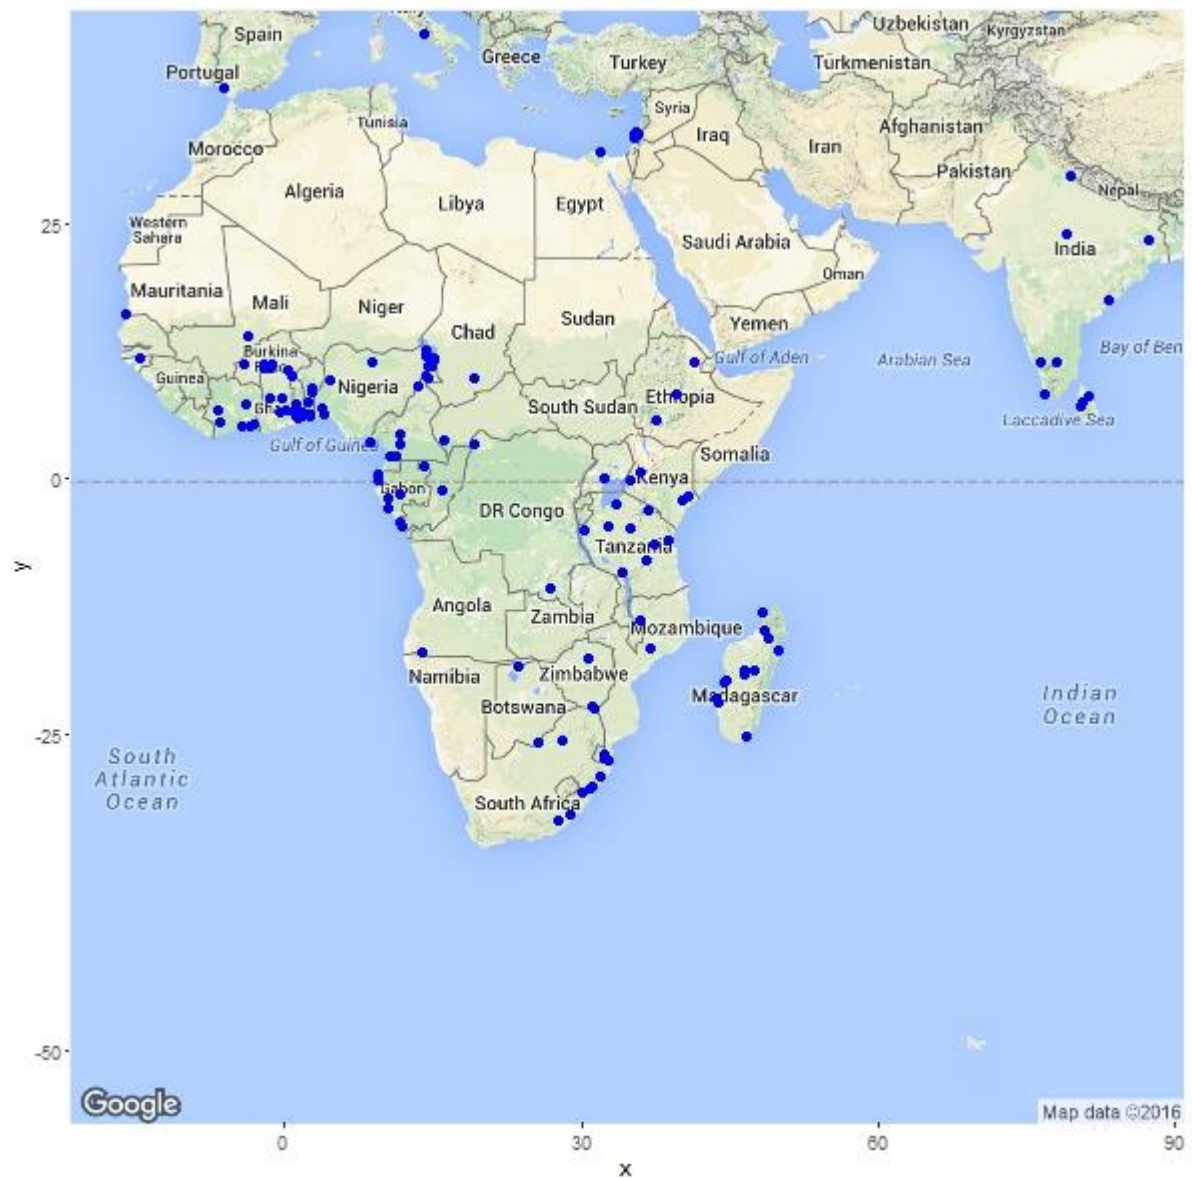 Italy
Uzbekistan
Kyrgyzstan
Spain
Greece
Turkey
Turkmenistan
Portugal
Syria
Tunisia
Iraq
Afghanistan
Morocco
Iran
Pakistan
Algeria
Libya
Egypt
Nepal
25
Western
Sahara
Saudi Arabia
India
Oman
Mauritania
Mali
Niger
Sudan
Chad
Yemen
Burkina
Gulf of Aden
Arabian Sea
Bay of Ben
Guinea
Nigeria
Ethiopia
South Sudan
Laccadive Sea
Gulf of Guinea
Somalia
0
Kenya
Gabon
DR Congo
Tanzania
y
Angola
Zambia
Mozambique
Namibia
Zimbabwe
Madagascar
Indian
Ocean
Botswana
-25
South
Atlantic
Ocean
South Africa
-50
Google
Map data ©2016
0
30
60
90
x